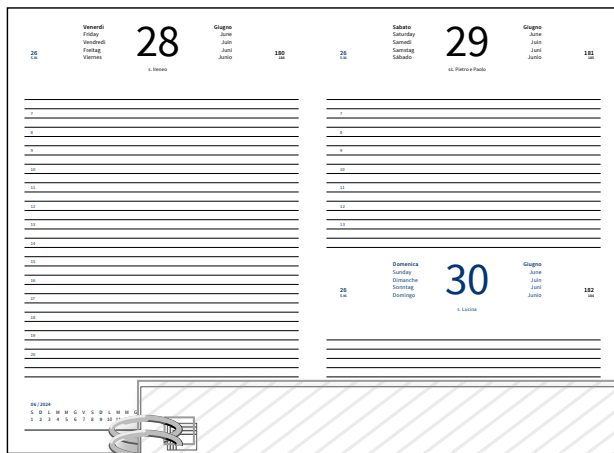 Venerdì
Friday
Vendredi
Freitag
Viernes
28
Giugno
June
Juin
Juni
Junio
26
180
186
s. Ireneo
7
8
9
10
11
12
13
14
15
16
17
18
19
20
06 / 2024
S D L M M G V S D L M M G
1 2 3 4 5 6 7 8 9 10
Sabato
Saturday
Samedi
Samstag
Sábado
29
Giugno
June
Juin
Juni
Junio
26
181
185
ss. Pietro e Paolo
7
8
9
10
11
12
13
Domenica
Sunday
Dimanche
Sonntag
Domingo
30
Giugno
June
Juin
Juni
Junio
26
182
184
s. Lucina